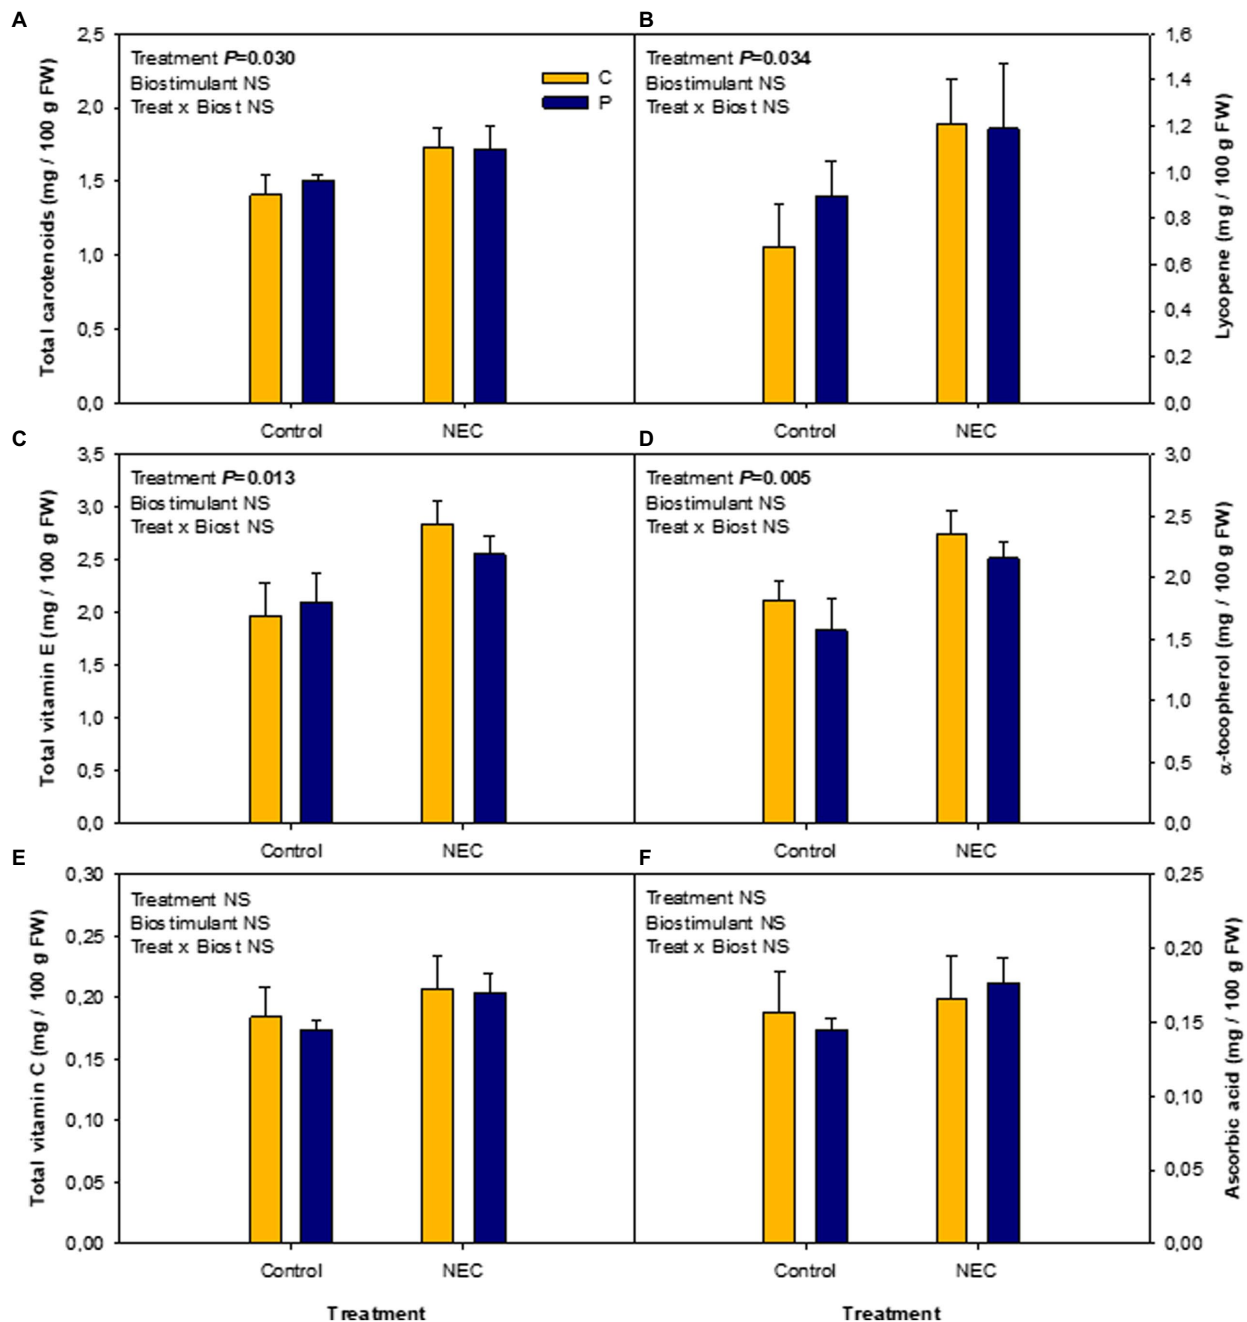 A
2,5
2,0
1,5
1,0
0,5
0,0
Total carotenoids (mg / 100 g FW)
Treatment P=0.030
Biostimulant NS
Treat x Biost NS
C
P
Control
NEC
B
Treatment P=0.034
Biostimulant NS
Treat x Biost NS
1,6
1,4
1,2
1,0
0,8
0,6
0,4
0,2
0,0
Lycopene (mg / 100 g FW)
Control
NEC
C
3,5
3,0
2,5
2,0
1,5
1,0
0,5
0,0
Total vitamin E (mg / 100 g FW)
Treatment P=0.013
Biostimulant NS
Treat x Biost NS
Control
NEC
D
Treatment P=0.005
Biostimulant NS
Treat x Biost NS
3,0
2,5
2,0
1,5
1,0
0,5
0,0
α-tocopherol (mg / 100 g FW)
Control
NEC
E
0,30
0,25
0,20
0,15
0,10
0,05
0,00
Total vitamin C (mg / 100 g FW)
Treatment NS
Biostimulant NS
Treat x Biost NS
Control
NEC
Treatment
F
Treatment NS
Biostimulant NS
Treat x Biost NS
0,25
0,20
0,15
0,10
0,05
0,00
Ascorbic acid (mg / 100 g FW)
Control
NEC
Treatment